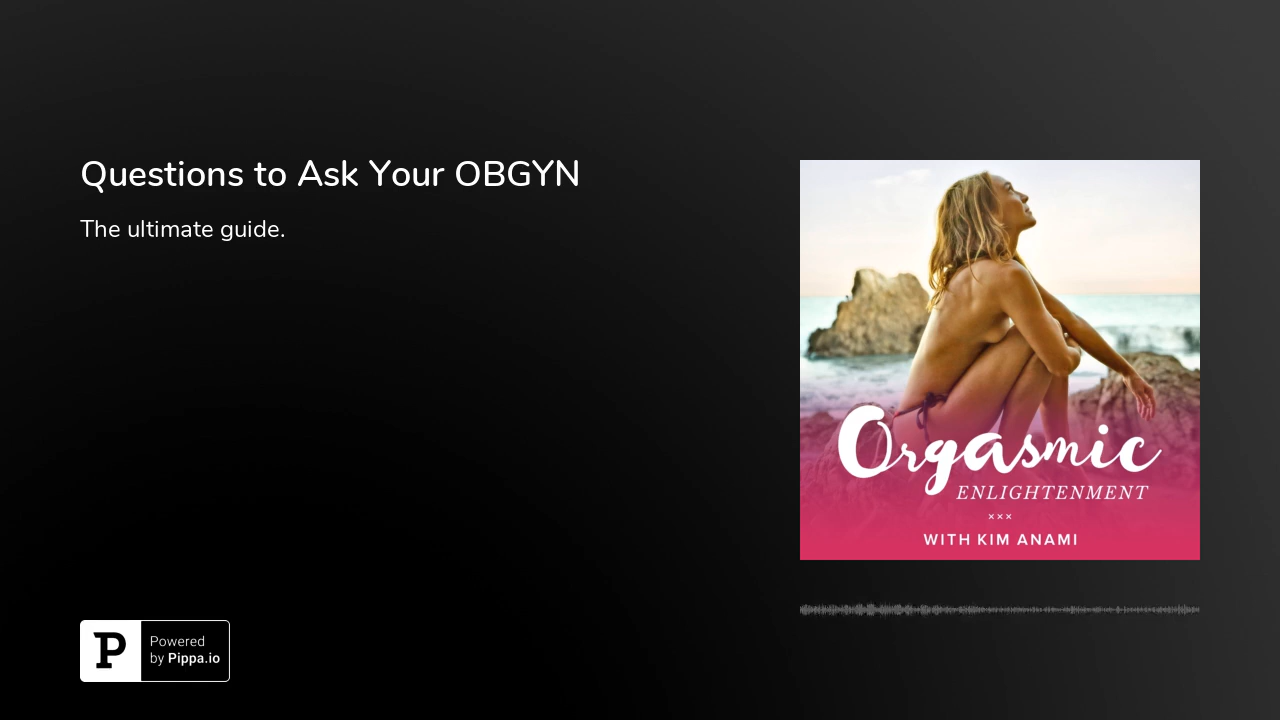 Questions to Ask Your OBGYN
The ultimate guide.
Orgasmic
ENLIGHTENMENT
×××
WITH KIM ANAMI
P
Powered
by Pippa.io